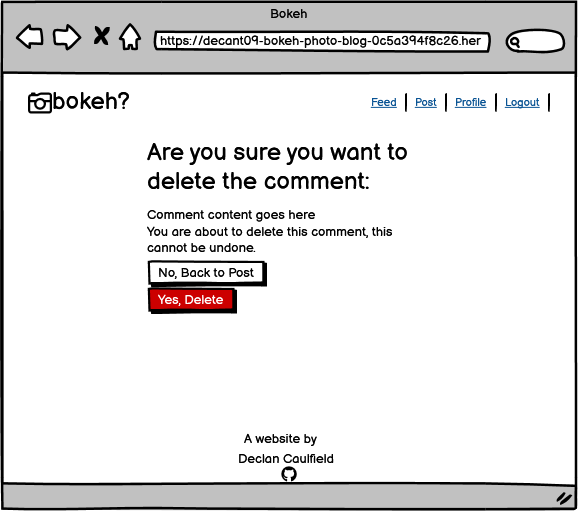 Bokeh
https://decant09-bokeh-photo-blog-0c5a394f8c26.her
bokeh?
Feed Post Profile Logout
Are you sure you want to
delete the comment:
Comment content goes here
You are about to delete this comment, this
cannot be undone.
No, Back to Post
Yes, Delete
A website by
Declan Caulfield